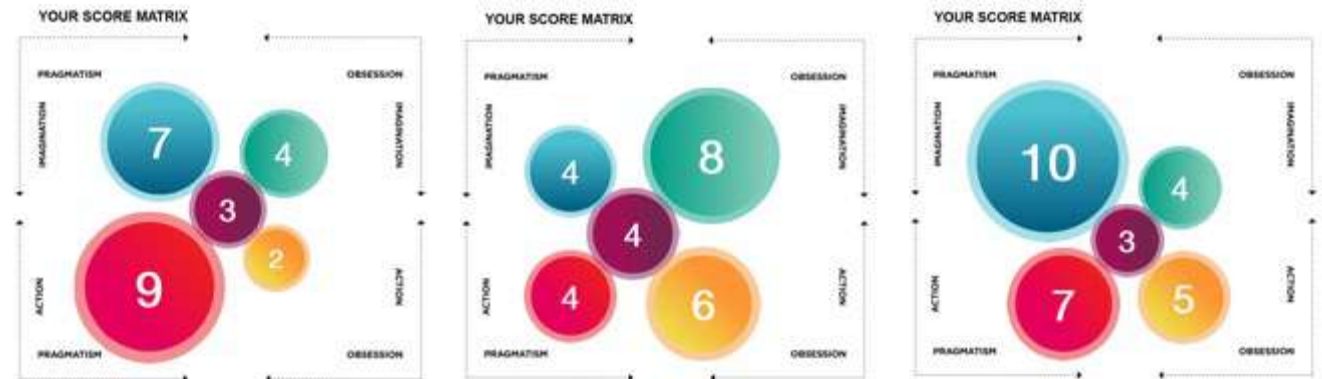 YOUR SCORE MATRIX
PRAGMATISM
OBSESSION
IMAGINATION
IMAGINATION
7
4
3
9
2
ACTION
ACTION
PRAGMATISM
OBSESSION
YOUR SCORE MATRIX
PRAGMATISM
OBSESSION
IMAGINATION
IMAGINATION
4
8
4
4
6
ACTION
ACTION
PRAGMATISM
OBSESSION
YOUR SCORE MATRIX
PRAGMATISM
OBSESSION
IMAGINATION
IMAGINATION
10
4
3
7
5
ACTION
ACTION
PRAGMATISM
OBSESSION